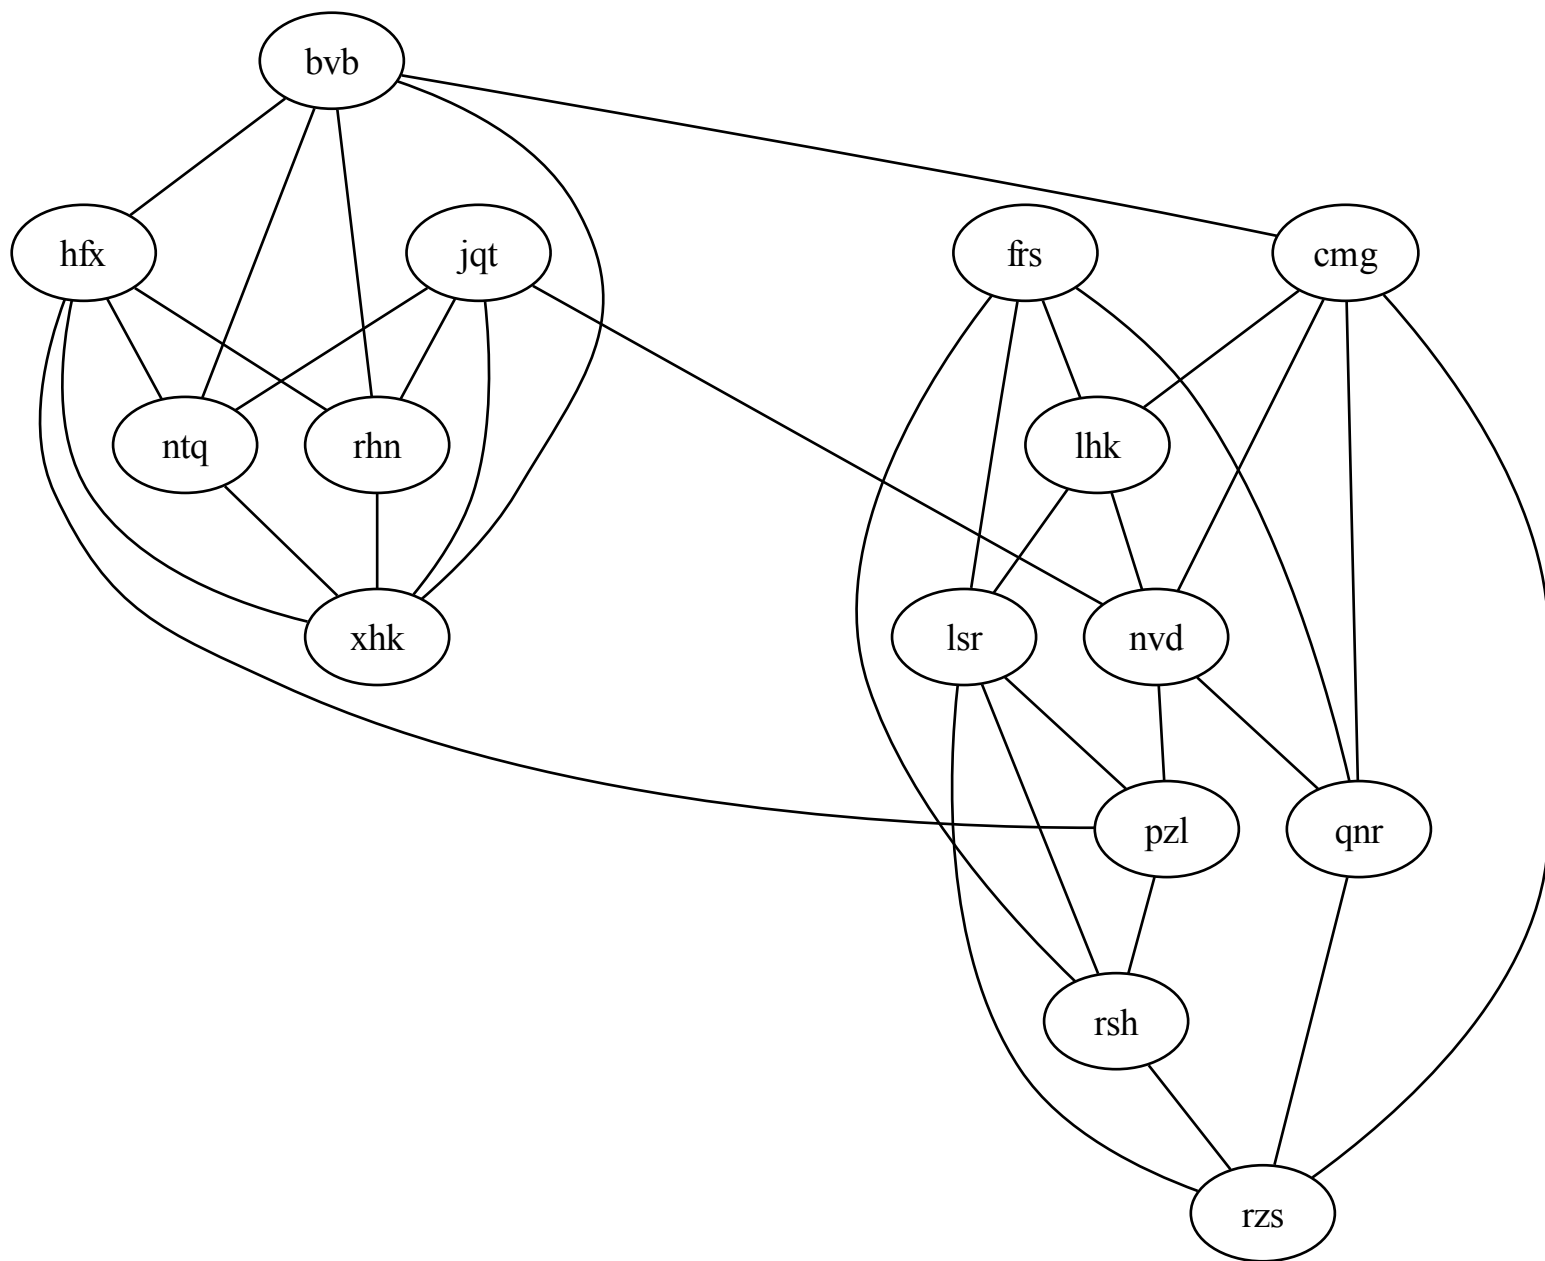 bvb
hfx
jqt
frs
cmg
ntq
rhn
lhk
xhk
lsr
nvd
pzl
qnr
rsh
rzs